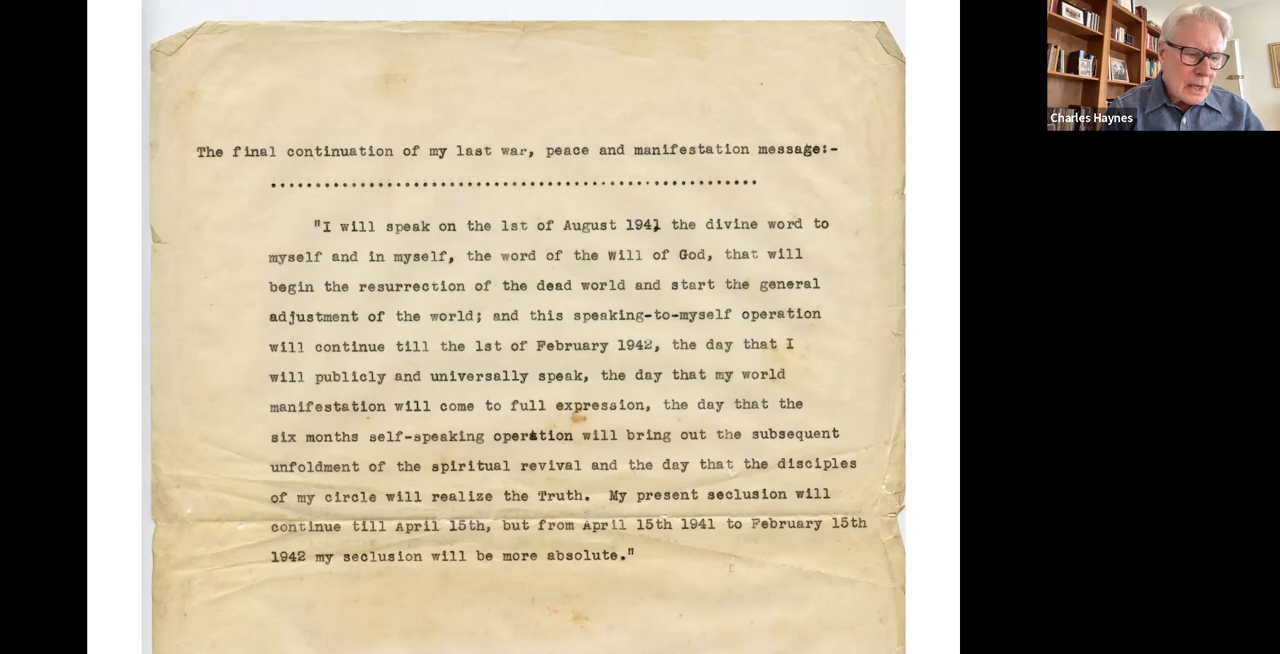 The final continuation of my last war, peace and manifestation message:-
"I will speak on the 1st of August 1941 the divine word to
myself and in myself, the word of the Will of God, that will
begin the resurrection of the dead world and start the general
adjustment of the world; and this speaking-to-myself operation
will continue till the 1st of February 1942, the day that I
will publicly and universally speak, the day that my world
manifestation will come to full expression, the day that the
six months self-speaking operation will bring out the subsequent
unfoldment of the spiritual revival and the day that the disciples
of my circle will realize the Truth. My present seclusion will
continue till April 15th, but from April 15th 1941 to February 15th
1942 my seclusion will be more absolute."
Charles Haynes